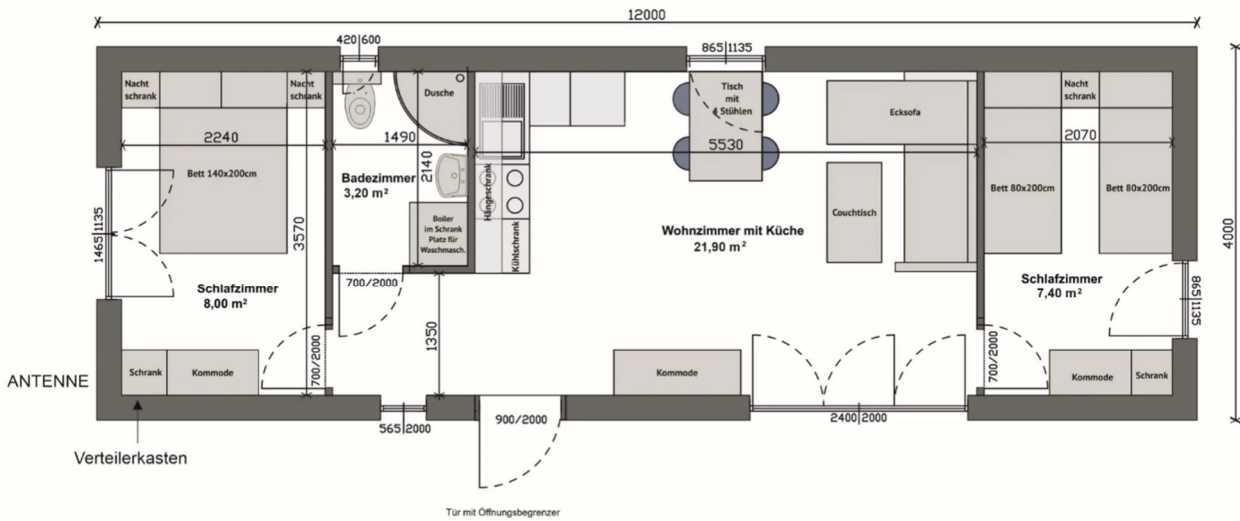 12000
420|600
865|1135
Nacht
schrank
Nacht
schrank
Dusche
Tisch
mit
4 Stühlen
Ecksofa
Nacht
schrank
2240
1490
5530
2070
Bett 140x200cm
Badezimmer
3,20 m²
2140
Hängeschrank
Couchtisch
Bett 80x200cm
Bett 80x200cm
1465|1135
3570
Boiler
im Schrank
Platz für
Waschmasch.
Kühlschrank
Wohnzimmer mit Küche
21,90 m²
4000
Schlafzimmer
8,00 m²
700/2000
Schlafzimmer
7,40 m²
865|1135
1350
700/2000
700/2000
ANTENNE
Schrank
Kommode
Kommode
Kommode
Schrank
565|2000
900/2000
2400|2000
Verteilerkasten
Tür mit Öffnungsbegrenzer